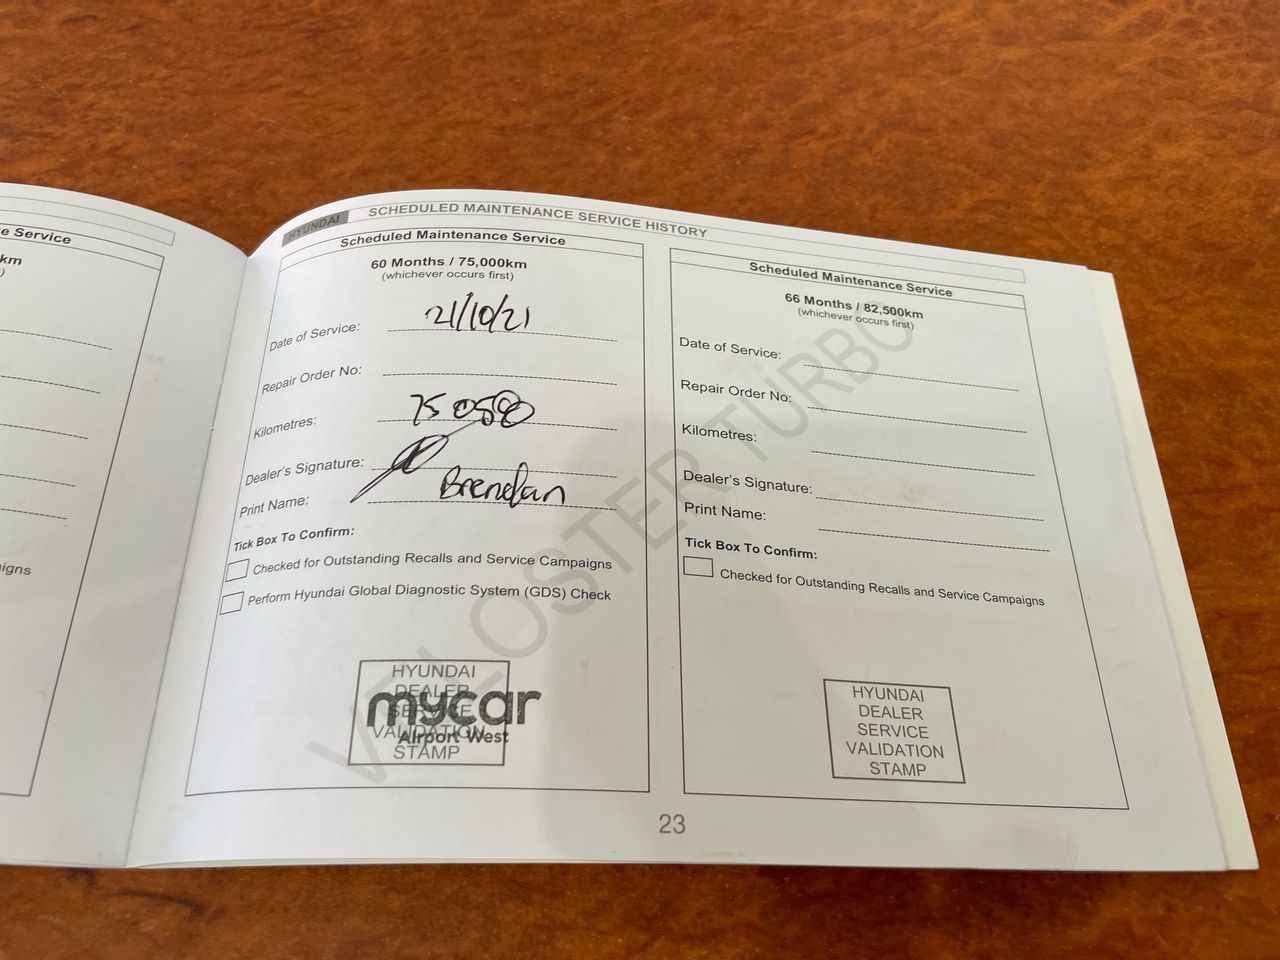 e Service
km
)
igns
HYUNDAI SCHEDULED MAINTENANCE SERVICE HISTORY
Scheduled Maintenance Service
60 Months / 75,000km
(whichever occurs first)
Date of Service: 21/10/21
Repair Order No:
Kilometres: 75 058
Dealer's Signature:
Print Name: Brendan
Tick Box To Confirm:
Checked for Outstanding Recalls and Service Campaigns
Perform Hyundai Global Diagnostic System (GDS) Check
HYUNDAI
DEALER
SERVICE
VALIDATION
STAMP
mycar
Airport West
Scheduled Maintenance Service
66 Months / 82,500km
(whichever occurs first)
Date of Service:
Repair Order No:
Kilometres:
Dealer's Signature:
Print Name:
Tick Box To Confirm:
Checked for Outstanding Recalls and Service Campaigns
HYUNDAI
DEALER
SERVICE
VALIDATION
STAMP
VELOSTER TURBO
23